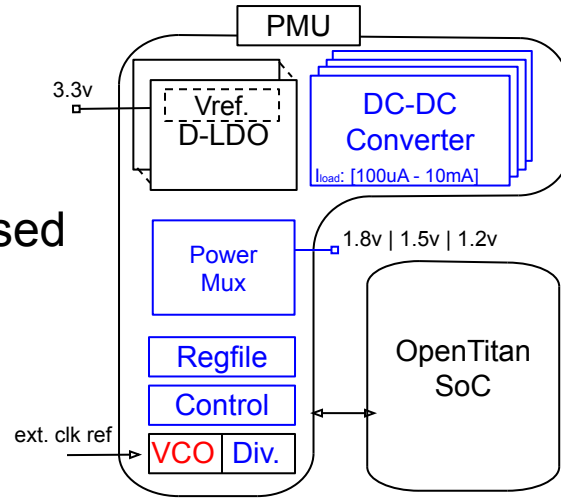 PMU
3.3v
Vref.
D-LDO
DC-DC
Converter
Iload: [100uA - 10mA]
sed
Power
Mux
1.8v | 1.5v | 1.2v
Regfile
Control
OpenTitan
SoC
ext. clk ref
VCO
Div.